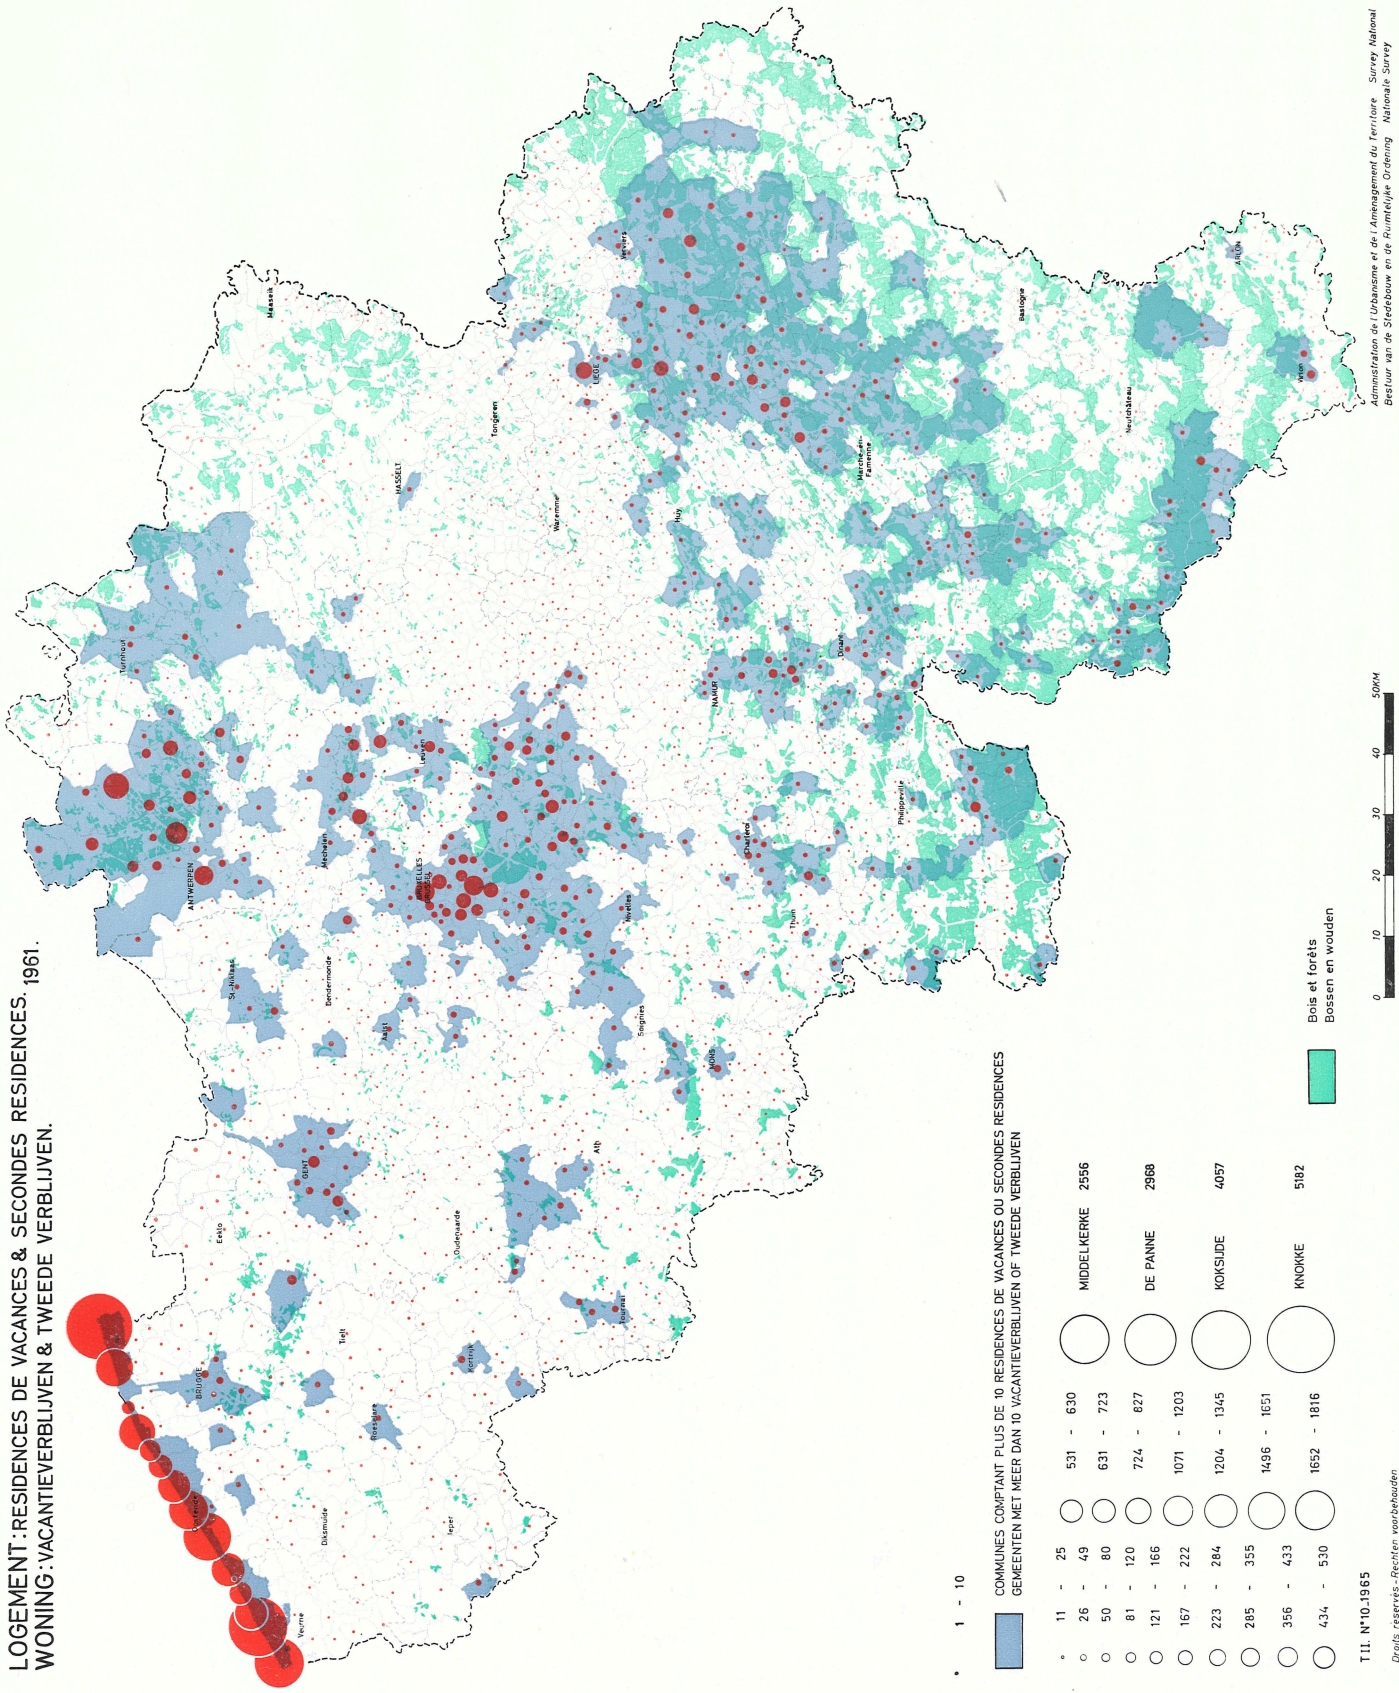 LOGEMENT : RESIDENCES DE VACANCES & SECONDES RESIDENCES.
WONING : VACANTIEVERBLIJVEN & TWEEDE VERBLIJVEN.
1961.
Maaseik
Turnhout
HASSELT
Tongeren
LIEGE
Verviers
ANTWERPEN
Mechelen
Leuven
Waremme
Huy
Marche-en-
Famenne
Bastogne
Neufchâteau
ARLON
Virton
St.-Niklaas
Dendermonde
BRUXELLES
BRUSSEL
Nivelles
NAMUR
Dinant
Philippeville
Charleroi
Thuin
Eeklo
GENT
Aalst
Oudenaarde
Ath
Soignies
MONS
BRUGGE
Oostende
Tielt
Roeselare
Kortrijk
Tournai
Diksmuide
Veurne
Ieper
1 - 10
COMMUNES COMPTANT PLUS DE 10 RESIDENCES DE VACANCES OU SECONDES RESIDENCES
GEMEENTEN MET MEER DAN 10 VACANTIEVERBLIJVEN OF TWEEDE VERBLIJVEN
11 - 25
26 - 49
50 - 80
81 - 120
121 - 166
167 - 222
223 - 284
285 - 355
356 - 433
434 - 530
531 - 630
631 - 723
724 - 827
1071 - 1203
1204 - 1345
1496 - 1651
1652 - 1816
MIDDELKERKE 2556
DE PANNE 2968
KOKSIJDE 4057
KNOKKE 5182
Bois et forêts
Bossen en wouden
0 10 20 30 40 50KM
T II. N°10_1965
Droits réservés - Rechten voorbehouden
Administration de l'Urbanisme et de l'Aménagement du Territoire Survey National
Bestuur van de Stedebouw en de Ruimtelijke Ordening Nationale Survey